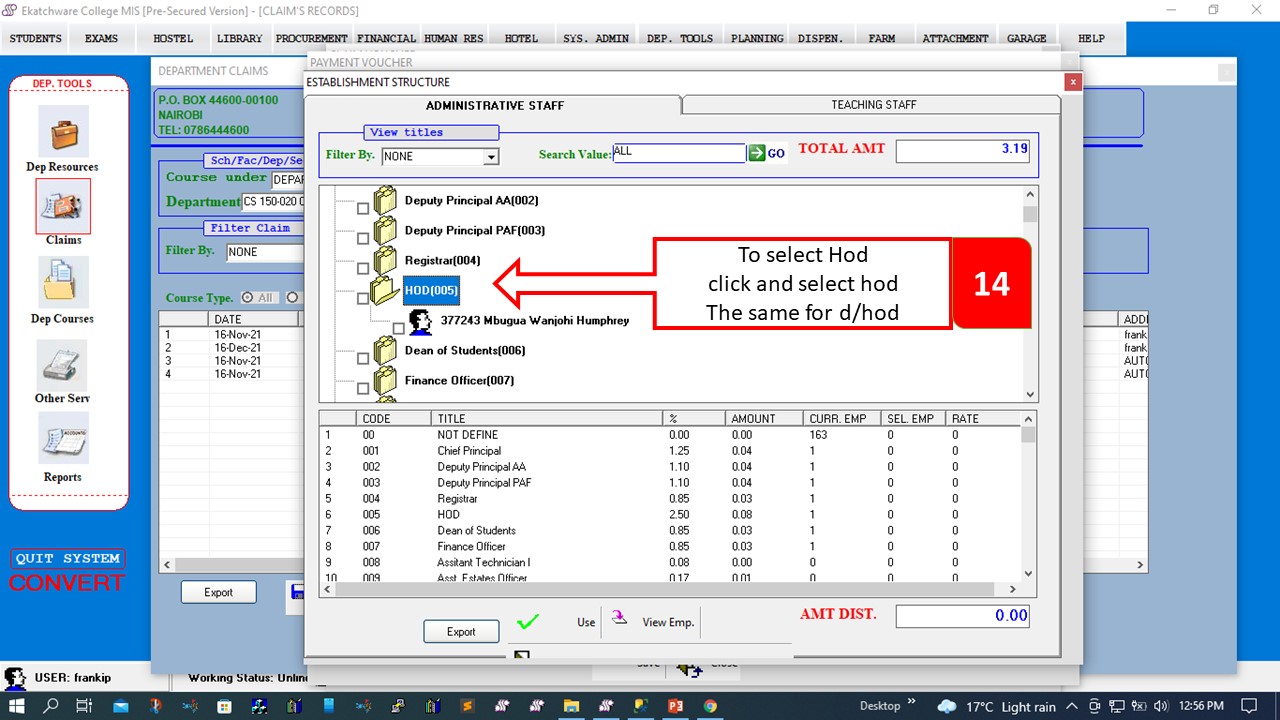 Ekatchware College MIS [Pre-Secured Version] - [CLAIM'S RECORDS]
STUDENTS EXAMS HOSTEL LIBRARY PROCUREMENT FINANCIAL HUMAN RES HOTEL SYS. ADMIN DEP. TOOLS PLANNING DISPEN. FARM ATTACHMENT GARAGE HELP
DEP. TOOLS
Dep Resources
Claims
Dep Courses
Other Serv
Reports
QUIT SYSTEM
CONVERT
DEPARTMENT CLAIMS
P.O. BOX 44600-00100
NAIROBI
TEL: 0786444600
Sch/Fac/Dep/Se
Course under DEPAR
Department CS 150-020
Filter Claim
Filter By. NONE
Course Type. All
DATE ADD
1 16-Nov-21 frank
2 16-Dec-21 frank
3 16-Nov-21 AUT
4 16-Nov-21 AUT
Export
PAYMENT VOUCHER
ESTABLISHMENT STRUCTURE
x
ADMINISTRATIVE STAFF TEACHING STAFF
View titles
Filter By. NONE Search Value: ALL GO TOTAL AMT 3.19
Deputy Principal AA(002)
Deputy Principal PAF(003)
Registrar(004)
HOD(005)
377243 Mbugua Wanjohi Humphrey
Dean of Students(006)
Finance Officer(007)
To select Hod
click and select hod
The same for d/hod
14
CODE TITLE % AMOUNT CURR. EMP SEL. EMP RATE
1 00 NOT DEFINE 0.00 0.00 163 0 0
2 001 Chief Principal 1.25 0.04 1 0 0
3 002 Deputy Principal AA 1.10 0.04 1 0 0
4 003 Deputy Principal PAF 1.10 0.04 1 0 0
5 004 Registrar 0.85 0.03 1 0 0
6 005 HOD 2.50 0.08 1 0 0
7 006 Dean of Students 0.85 0.03 1 0 0
8 007 Finance Officer 0.85 0.03 1 0 0
9 008 Assitant Technician I 0.08 0.00 0 0 0
10 009 Asst. Estates Officer 0.17 0.01 0 0 0
Export Use View Emp. AMT DIST. 0.00
Save Close
USER: frankip Working Status: Online
Desktop 17°C Light rain 12:56 PM